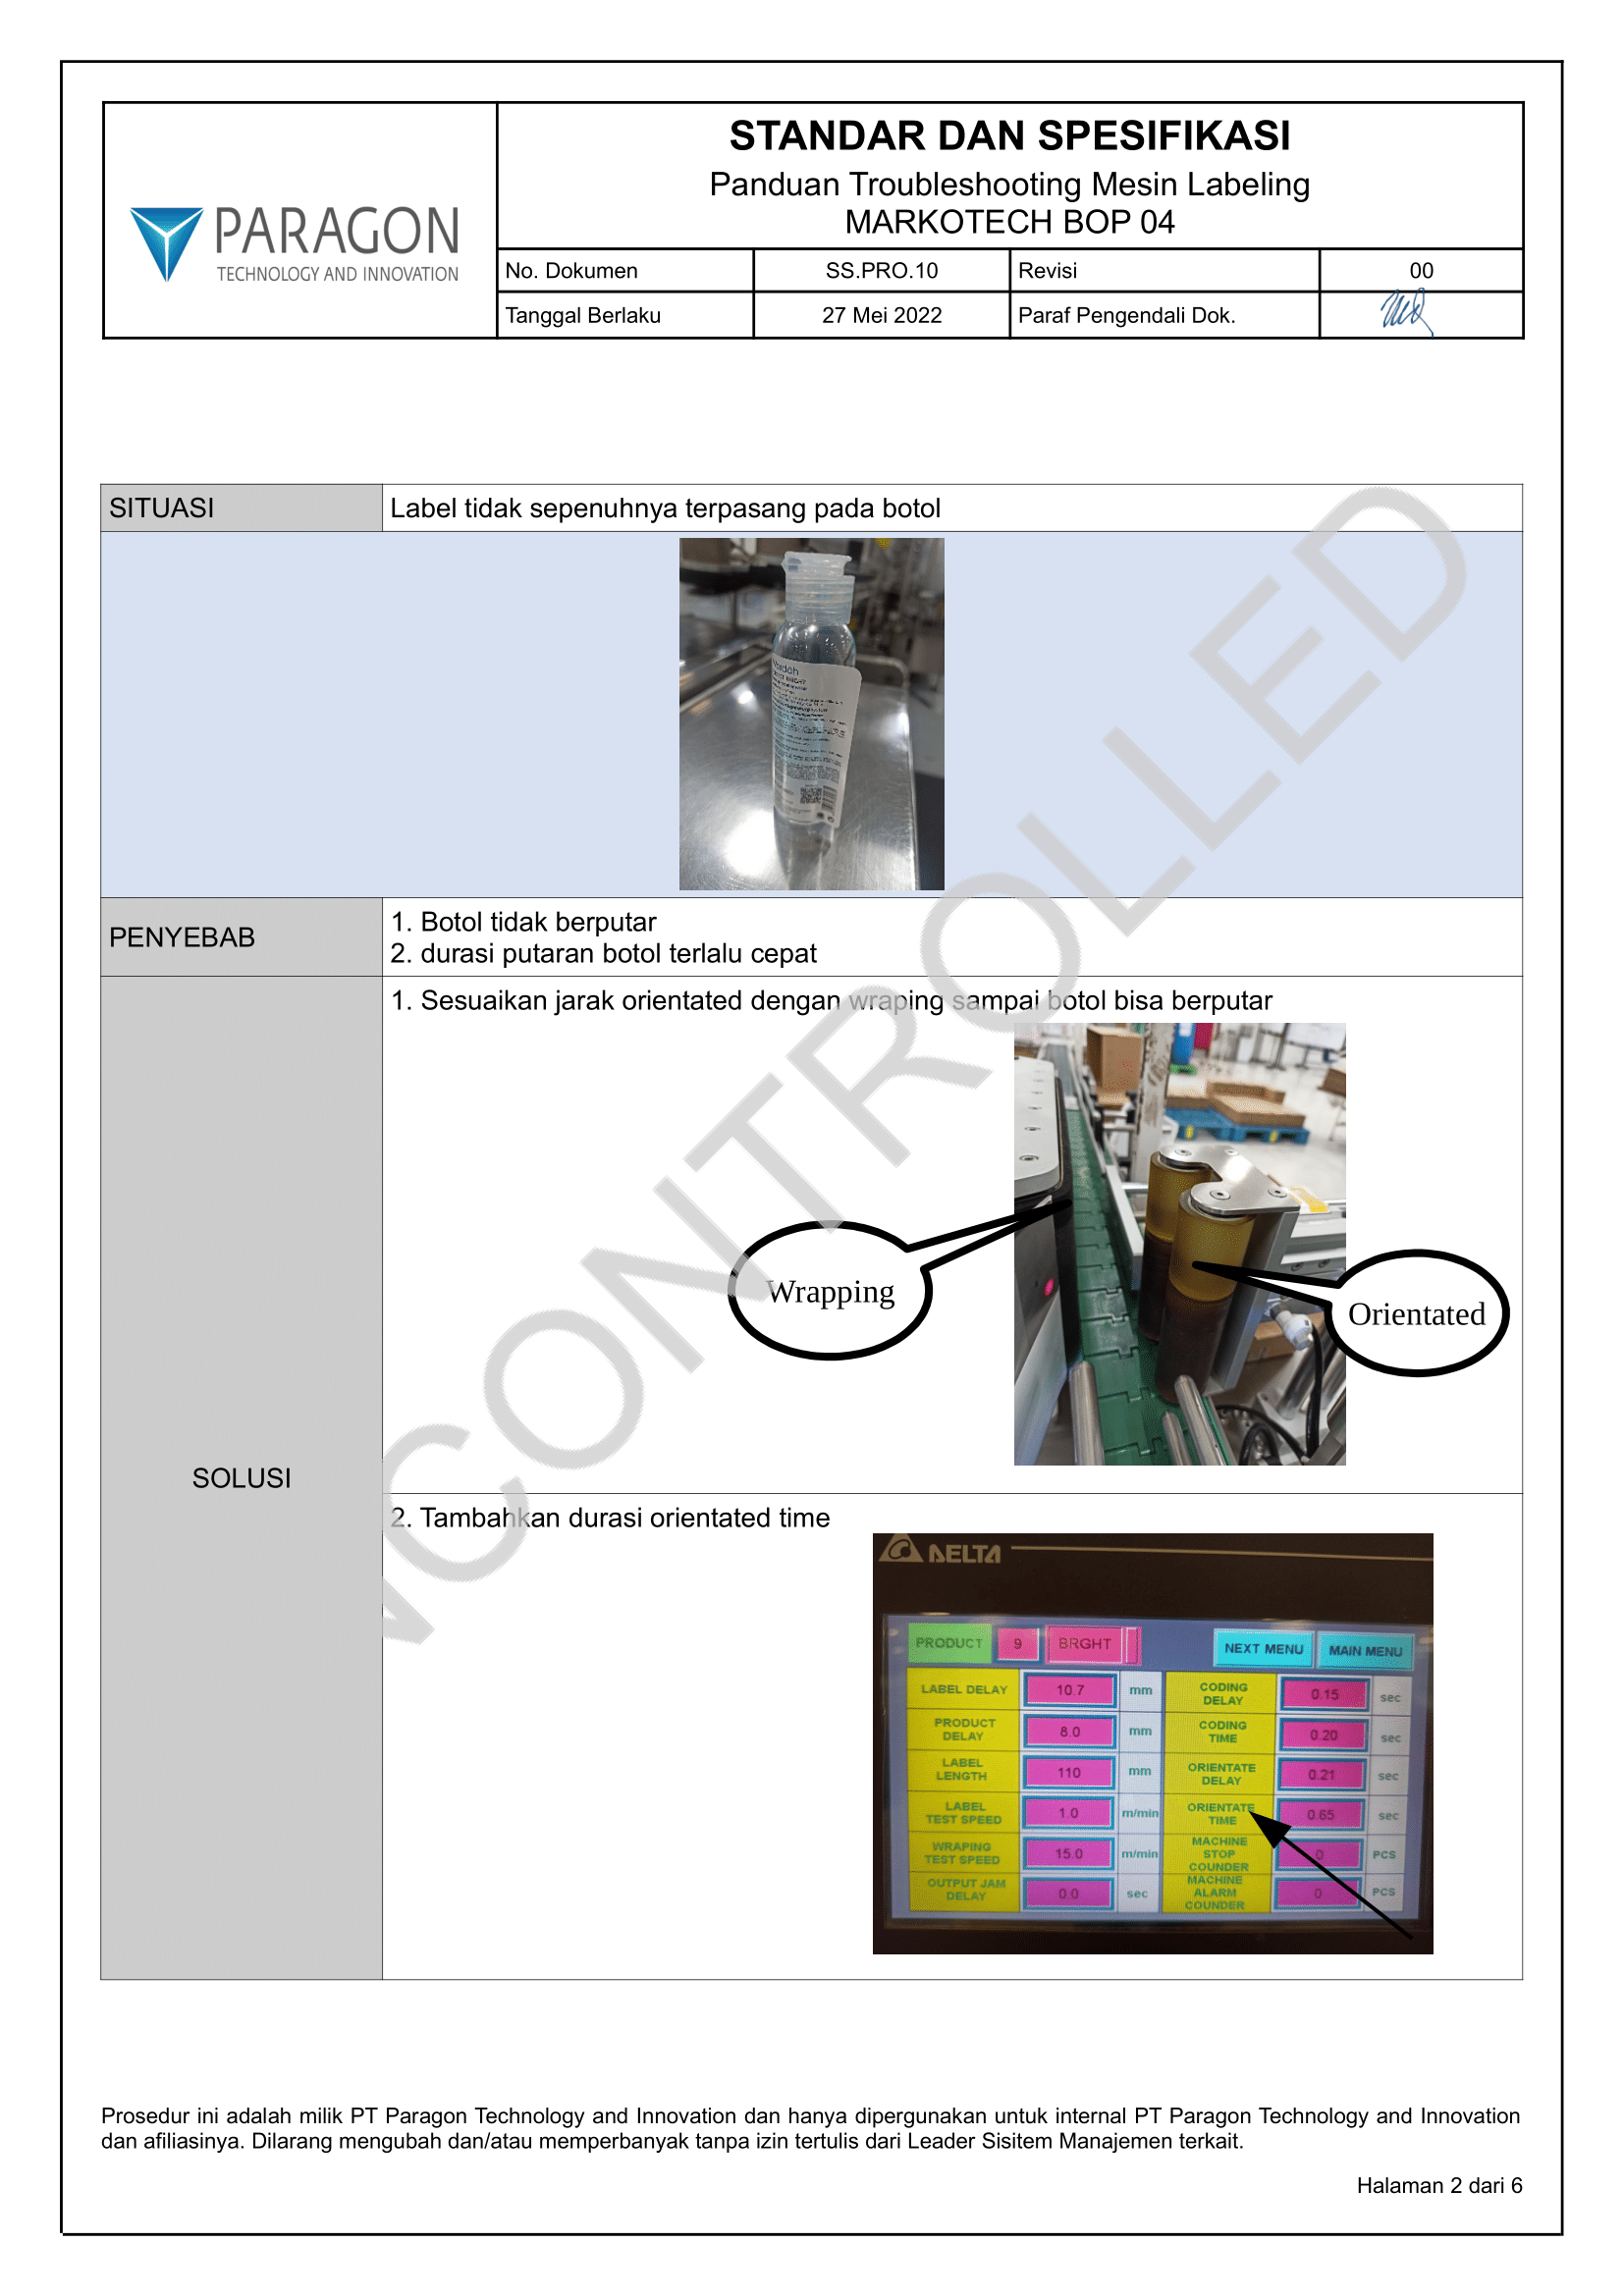 PARAGON
TECHNOLOGY AND INNOVATION
STANDAR DAN SPESIFIKASI
Panduan Troubleshooting Mesin Labeling
MARKOTECH BOP 04
No. Dokumen SS.PRO.10 Revisi 00
Tanggal Berlaku 27 Mei 2022 Paraf Pengendali Dok.
SITUASI Label tidak sepenuhnya terpasang pada botol
PENYEBAB
1. Botol tidak berputar
2. durasi putaran botol terlalu cepat
SOLUSI
1. Sesuaikan jarak orientated dengan wraping sampai botol bisa berputar
Wrapping
Orientated
2. Tambahkan durasi orientated time
DELTA
PRODUCT 9 BRGHT NEXT MENU MAIN MENU
LABEL DELAY 10.7 mm CODING DELAY 0.15 sec
PRODUCT DELAY 8.0 mm CODING TIME 0.20 sec
LABEL LENGTH 110 mm ORIENTATE DELAY 0.21 sec
LABEL TEST SPEED 1.0 m/min ORIENTATE TIME 0.65 sec
WRAPING TEST SPEED 15.0 m/min MACHINE STOP COUNDER 0 PCS
OUTPUT JAM DELAY 0.0 sec MACHINE ALARM COUNDER 0 PCS
NCONTROLLED
Prosedur ini adalah milik PT Paragon Technology and Innovation dan hanya dipergunakan untuk internal PT Paragon Technology and Innovation
dan afiliasinya. Dilarang mengubah dan/atau memperbanyak tanpa izin tertulis dari Leader Sisitem Manajemen terkait.
Halaman 2 dari 6